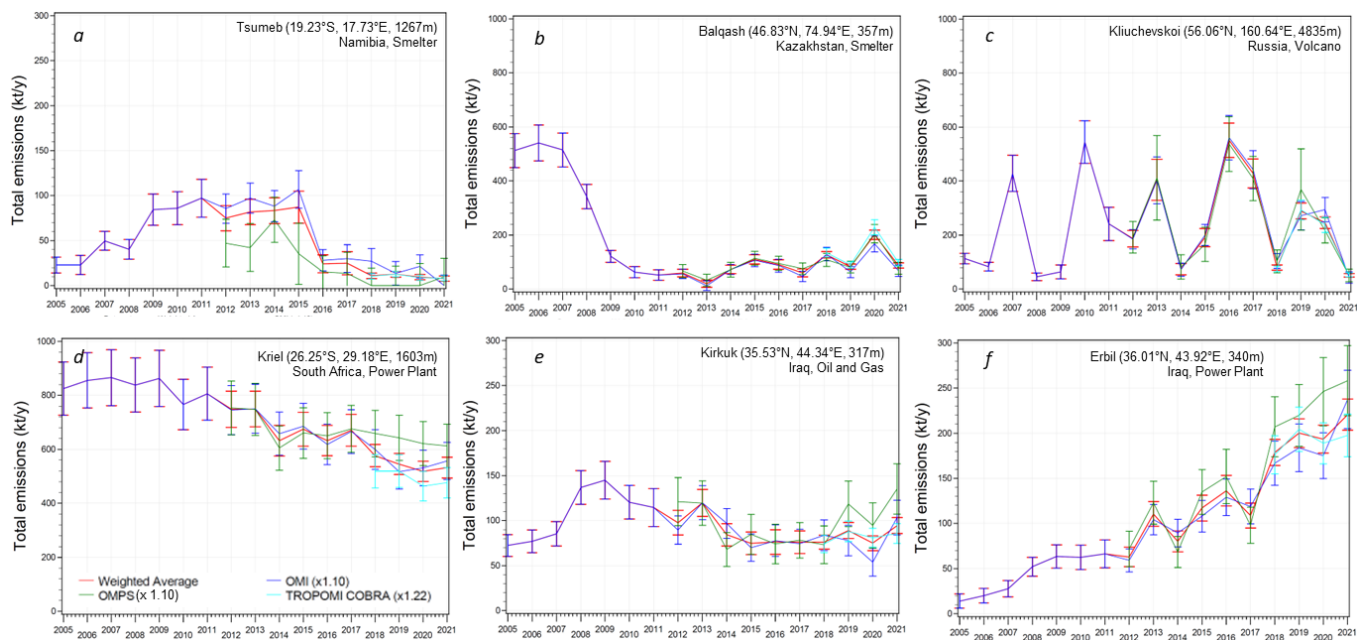 a
Tsumeb (19.23°S, 17.73°E, 1267m)
Namibia, Smelter
Total emissions (kt/y)
300
250
200
150
100
50
0
2005 2006 2007 2008 2009 2010 2011 2012 2013 2014 2015 2016 2017 2018 2019 2020 2021
b
Balqash (46.83°N, 74.94°E, 357m)
Kazakhstan, Smelter
Total emissions (kt/y)
1000
800
600
400
200
0
2005 2006 2007 2008 2009 2010 2011 2012 2013 2014 2015 2016 2017 2018 2019 2020 2021
c
Kliuchevskoi (56.06°N, 160.64°E, 4835m)
Russia, Volcano
Total emissions (kt/y)
1000
800
600
400
200
0
2005 2006 2007 2008 2009 2010 2011 2012 2013 2014 2015 2016 2017 2018 2019 2020 2021
d
Kriel (26.25°S, 29.18°E, 1603m)
South Africa, Power Plant
Total emissions (kt/y)
1000
800
600
400
200
0
Weighted Average
OMI (x1.10)
OMPS (x 1.10)
TROPOMI COBRA (x1.22)
2005 2006 2007 2008 2009 2010 2011 2012 2013 2014 2015 2016 2017 2018 2019 2020 2021
e
Kirkuk (35.53°N, 44.34°E, 317m)
Iraq, Oil and Gas
Total emissions (kt/y)
300
250
200
150
100
50
0
2005 2006 2007 2008 2009 2010 2011 2012 2013 2014 2015 2016 2017 2018 2019 2020 2021
f
Erbil (36.01°N, 43.92°E, 340m)
Iraq, Power Plant
Total emissions (kt/y)
300
250
200
150
100
50
0
2005 2006 2007 2008 2009 2010 2011 2012 2013 2014 2015 2016 2017 2018 2019 2020 2021